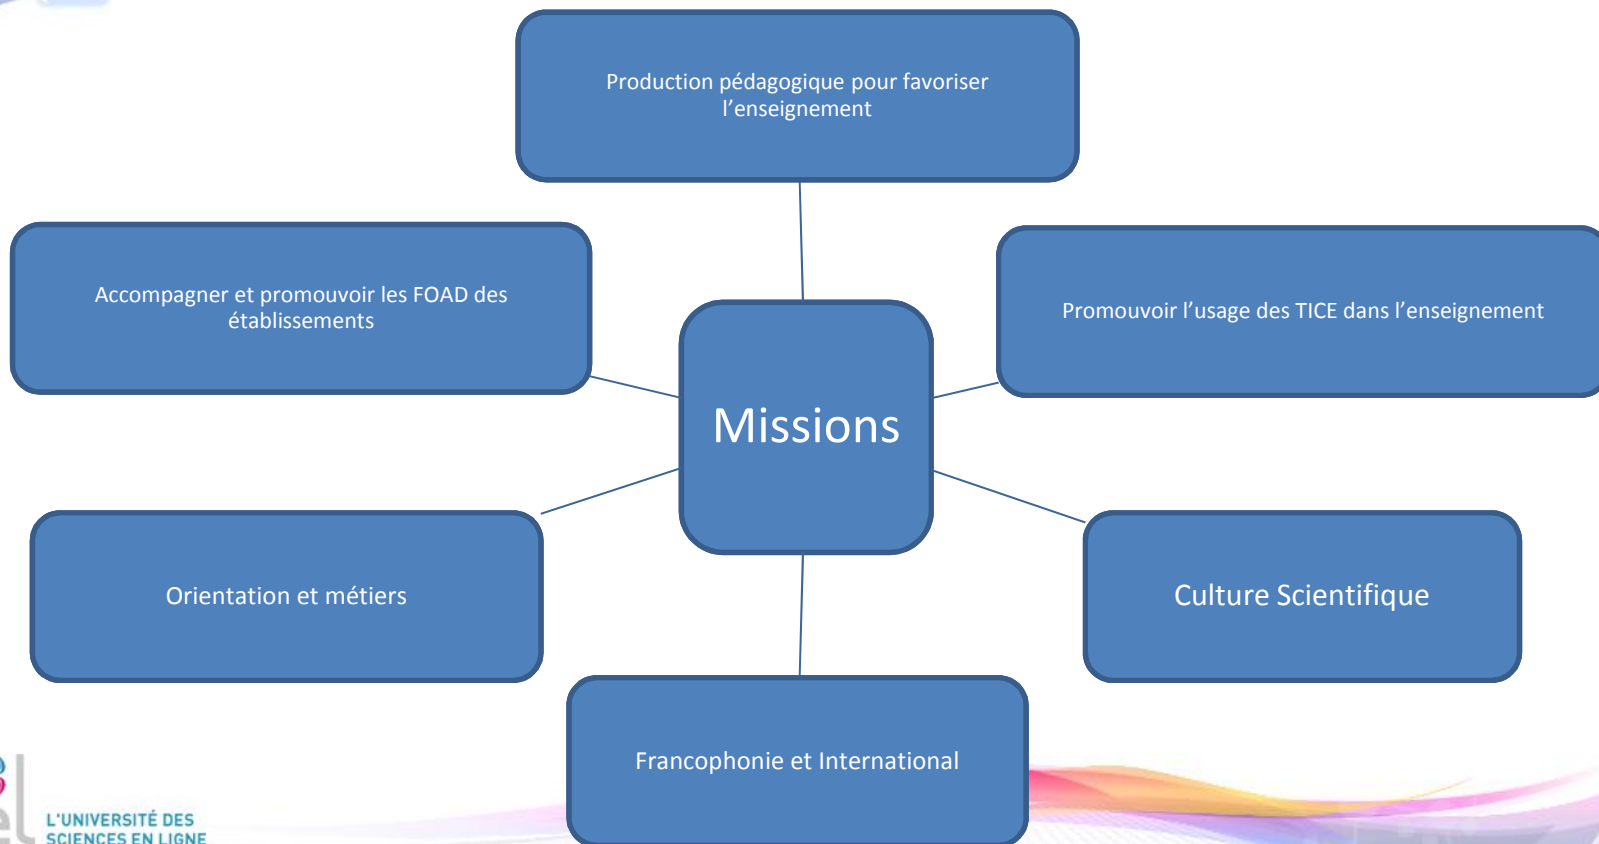 Production pédagogique pour favoriser
l’enseignement
Accompagner et promouvoir les FOAD des
établissements
Promouvoir l’usage des TICE dans l’enseignement
Missions
Orientation et métiers
Culture Scientifique
Francophonie et International
L'UNIVERSITÉ DES
SCIENCES EN LIGNE